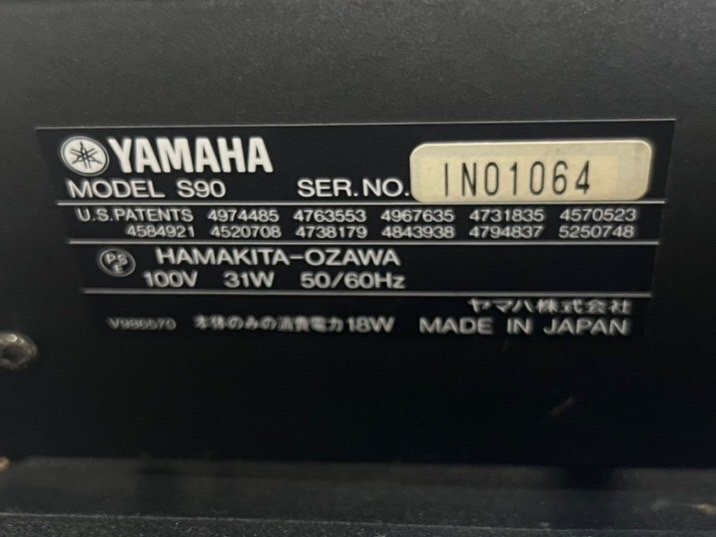 YAMAHA
MODEL S90 SER.NO. IN01064
U.S.PATENTS 4974485 4763553 4967635 4731835 4570523
4584921 4520708 4738179 4843938 4794837 5250748
PS E HAMAKITA-OZAWA
100V 31W 50/60Hz
ヤマハ株式会社
V986570 本体のみの消費電力18W MADE IN JAPAN